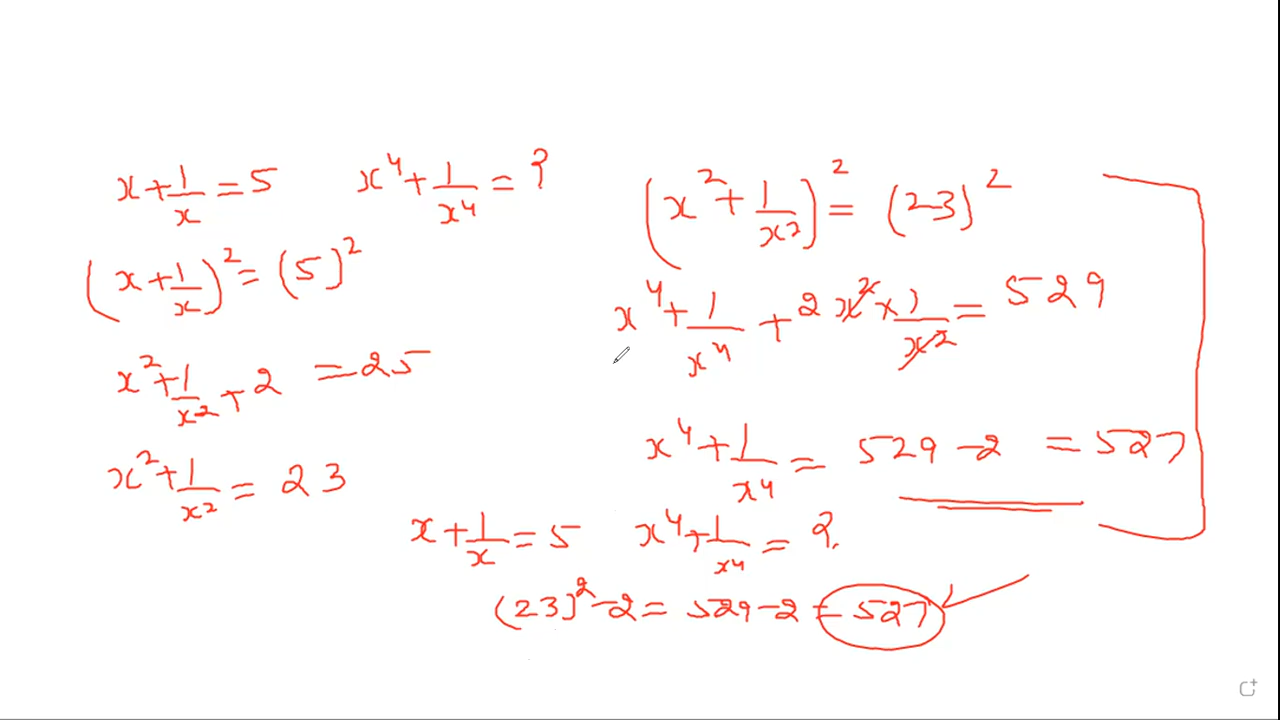 x + 1/x = 5    x⁴ + 1/x⁴ = ?
(x + 1/x)² = (5)²
x² + 1/x² + 2 = 25
x² + 1/x² = 23
(x² + 1/x²)² = (23)²
x⁴ + 1/x⁴ + 2 x² × 1/x² = 529
x⁴ + 1/x⁴ = 529 - 2 = 527
x + 1/x = 5    x⁴ + 1/x⁴ = ?
(23)² - 2 = 529 - 2 = 527